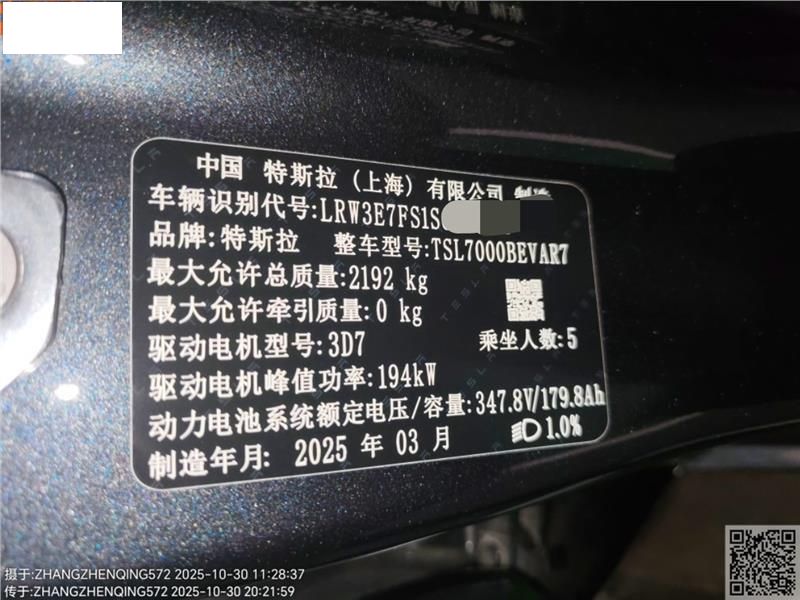 中国 特斯拉(上海)有限公司 制造
车辆识别代号:LRW3E7FS1S
品牌:特斯拉 整车型号:TSL7000BEVAR7
最大允许总质量:2192 kg
最大允许牵引质量:0 kg
驱动电机型号:3D7 乘坐人数:5
驱动电机峰值功率:194kW
动力电池系统额定电压/容量:347.8V/179.8Ah
1.0%
制造年月: 2025 年 03 月
摄于:ZHANGZHENQING572 2025-10-30 11:28:37
传于:ZHANGZHENQING572 2025-10-30 20:21:59